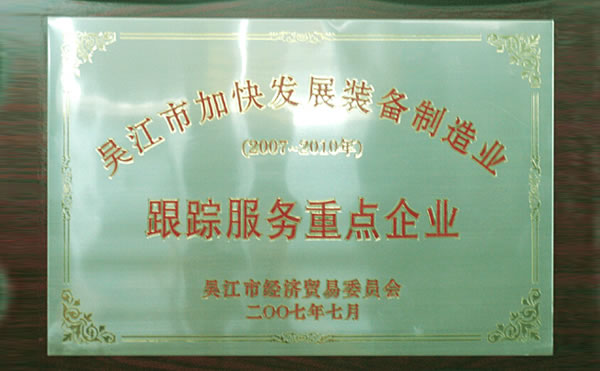 吴江市加快发展装备制造业
(2007--2010年)
跟踪服务重点企业
吴江市经济贸易委员会
二〇〇七年七月